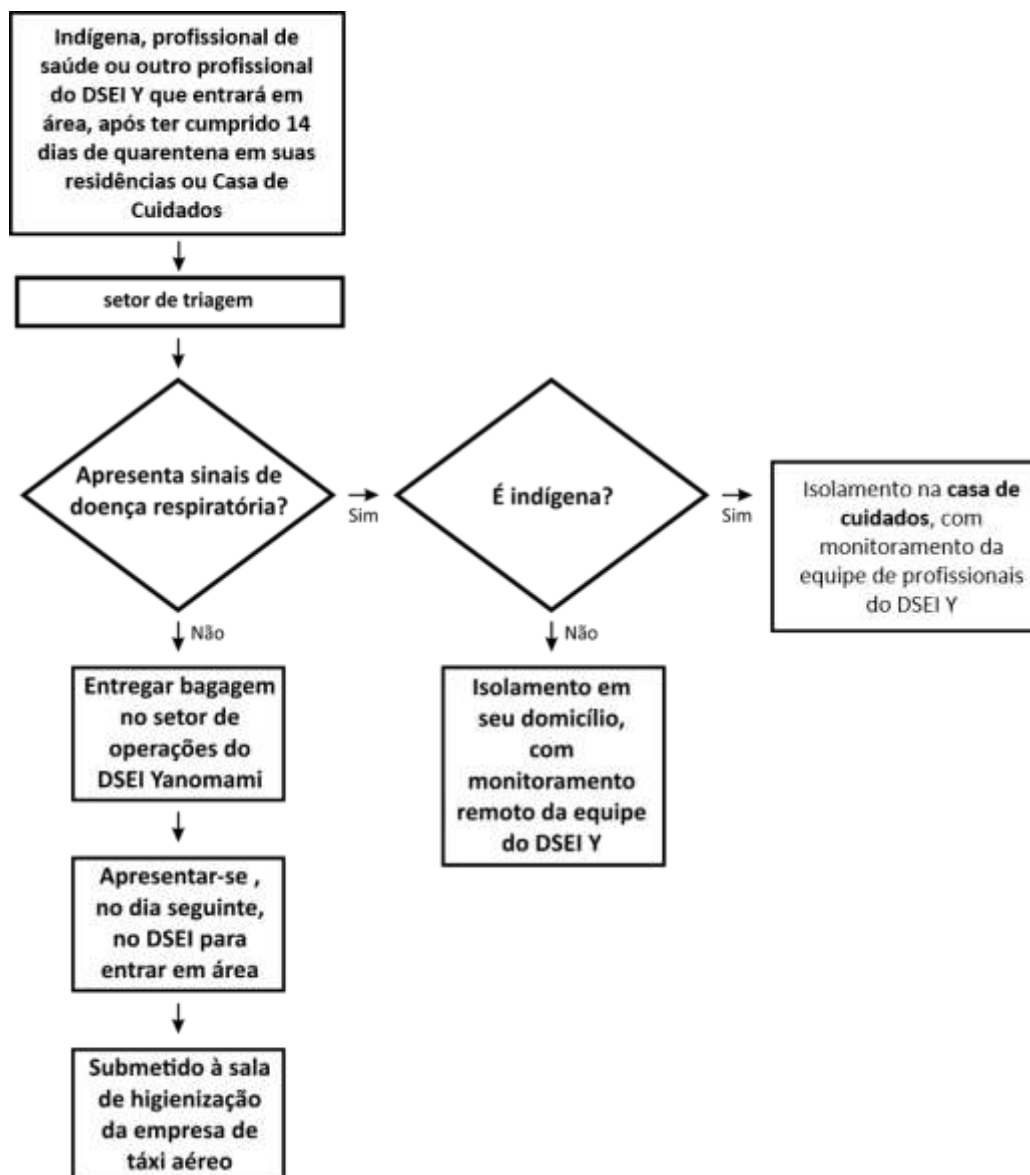 Indígena, profissional de
saúde ou outro profissional
do DSEI Y que entrará em
área, após ter cumprido 14
dias de quarentena em suas
residências ou Casa de
Cuidados
setor de triagem
Apresenta sinais de
doença respiratória?
Sim
É indígena?
Sim
Isolamento na casa de
cuidados, com
monitoramento da
equipe de profissionais
do DSEI Y
Não
Entregar bagagem
no setor de
operações do
DSEI Yanomami
Não
Isolamento em
seu domicílio,
com
monitoramento
remoto da equipe
do DSEI Y
Apresentar-se ,
no dia seguinte,
no DSEI para
entrar em área
Submetido à sala
de higienização
da empresa de
táxi aéreo